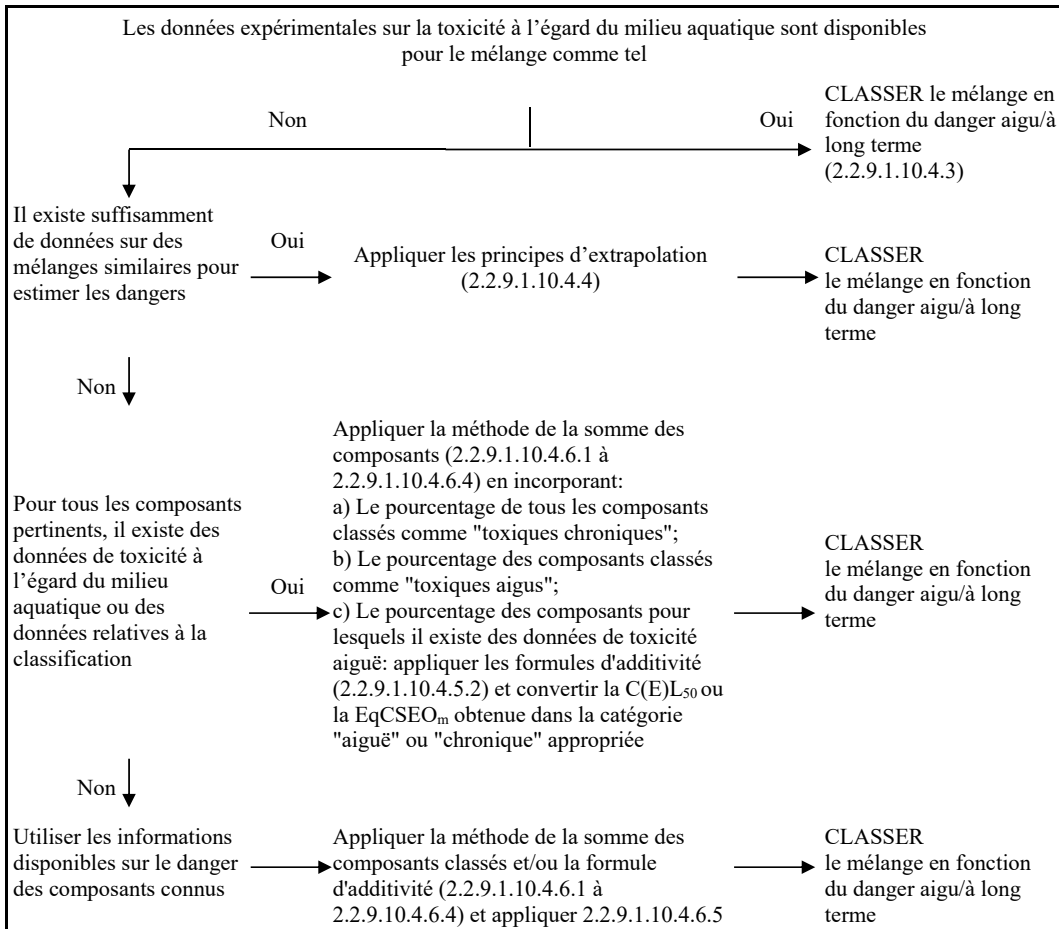 Les données expérimentales sur la toxicité à l’égard du milieu aquatique sont disponibles
pour le mélange comme tel
Non
Oui
CLASSER le mélange en
fonction du danger aigu/à
long terme
(2.2.9.1.10.4.3)
Il existe suffisamment
de données sur des
mélanges similaires pour
estimer les dangers
Oui
Appliquer les principes d’extrapolation
(2.2.9.1.10.4.4)
CLASSER
le mélange en fonction
du danger aigu/à long
terme
Non
Pour tous les composants
pertinents, il existe des
données de toxicité à
l’égard du milieu
aquatique ou des
données relatives à la
classification
Oui
Appliquer la méthode de la somme des
composants (2.2.9.1.10.4.6.1 à
2.2.9.1.10.4.6.4) en incorporant:
a) Le pourcentage de tous les composants
classés comme "toxiques chroniques";
b) Le pourcentage des composants classés
comme "toxiques aigus";
c) Le pourcentage des composants pour
lesquels il existe des données de toxicité
aiguë: appliquer les formules d'additivité
(2.2.9.1.10.4.5.2) et convertir la C(E)L50 ou
la EqCSEOm obtenue dans la catégorie
"aiguë" ou "chronique" appropriée
CLASSER
le mélange en fonction
du danger aigu/à long
terme
Non
Utiliser les informations
disponibles sur le danger
des composants connus
Appliquer la méthode de la somme des
composants classés et/ou la formule
d'additivité (2.2.9.1.10.4.6.1 à
2.2.9.10.4.6.4) et appliquer 2.2.9.1.10.4.6.5
CLASSER
le mélange en fonction
du danger aigu/à long
terme